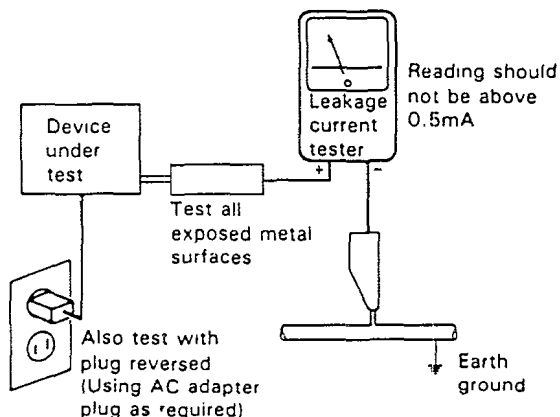 Device
under
test
Leakage
current
tester
+ -
Reading should
not be above
0.5mA
Test all
exposed metal
surfaces
Also test with
plug reversed
(Using AC adapter
plug as required)
Earth
ground